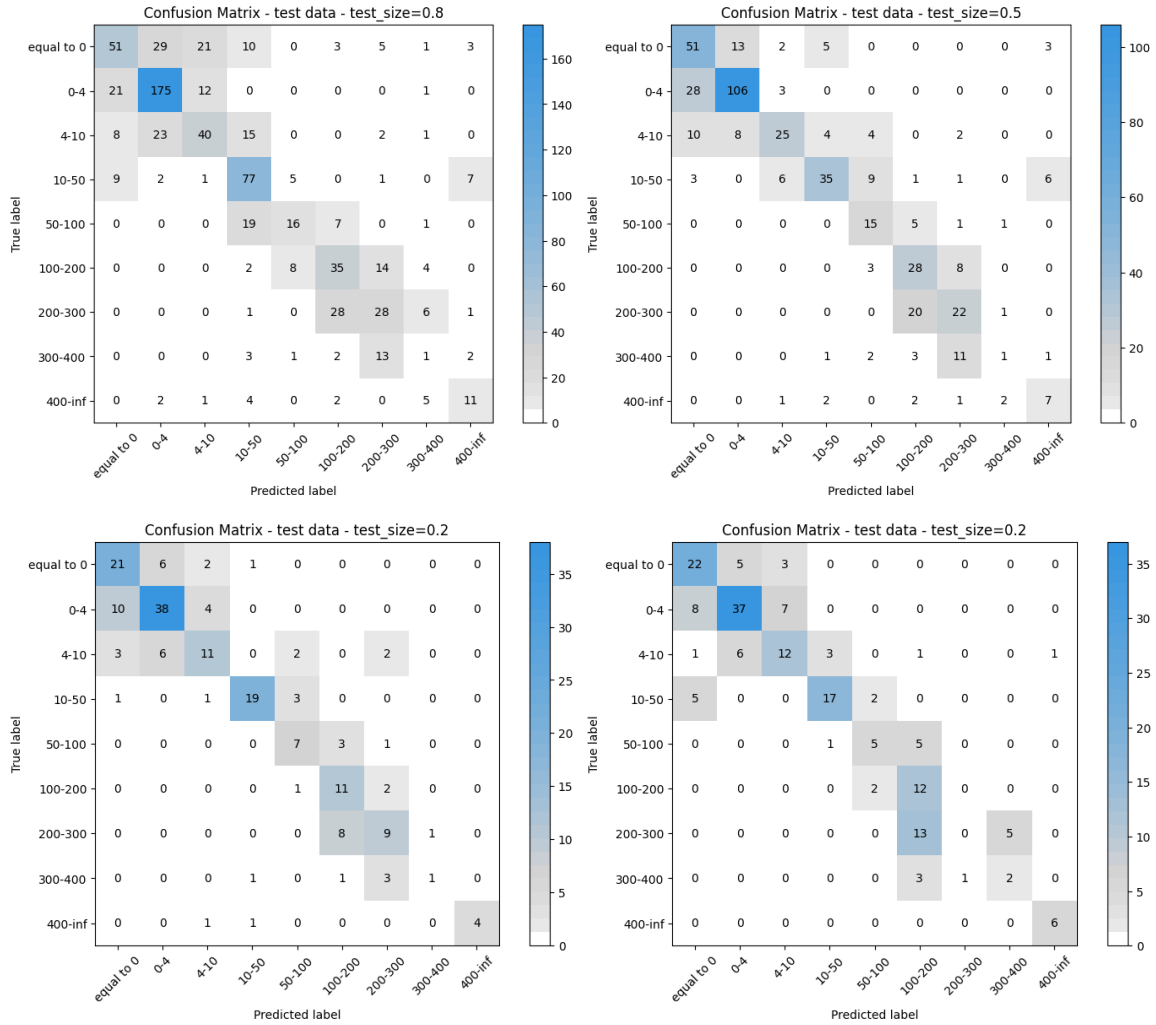 Confusion Matrix - test data - test_size=0.8
True label
equal to 0 51 29 21 10 0 3 5 1 3
0-4 21 175 12 0 0 0 0 1 0
4-10 8 23 40 15 0 0 2 1 0
10-50 9 2 1 77 5 0 1 0 7
50-100 0 0 0 19 16 7 0 1 0
100-200 0 0 0 2 8 35 14 4 0
200-300 0 0 0 1 0 28 28 6 1
300-400 0 0 0 3 1 2 13 1 2
400-inf 0 2 1 4 0 2 0 5 11
equal to 0 0-4 4-10 10-50 50-100 100-200 200-300 300-400 400-inf
Predicted label
160
140
120
100
80
60
40
20
0
Confusion Matrix - test data - test_size=0.5
True label
equal to 0 51 13 2 5 0 0 0 0 3
0-4 28 106 3 0 0 0 0 0 0
4-10 10 8 25 4 4 0 2 0 0
10-50 3 0 6 35 9 1 1 0 6
50-100 0 0 0 0 15 5 1 1 0
100-200 0 0 0 0 3 28 8 0 0
200-300 0 0 0 0 0 20 22 1 0
300-400 0 0 0 1 2 3 11 1 1
400-inf 0 0 1 2 0 2 1 2 7
equal to 0 0-4 4-10 10-50 50-100 100-200 200-300 300-400 400-inf
Predicted label
100
80
60
40
20
0
Confusion Matrix - test data - test_size=0.2
True label
equal to 0 21 6 2 1 0 0 0 0 0
0-4 10 38 4 0 0 0 0 0 0
4-10 3 6 11 0 2 0 2 0 0
10-50 1 0 1 19 3 0 0 0 0
50-100 0 0 0 0 7 3 1 0 0
100-200 0 0 0 0 1 11 2 0 0
200-300 0 0 0 0 0 8 9 1 0
300-400 0 0 0 1 0 1 3 1 0
400-inf 0 0 1 1 0 0 0 0 4
equal to 0 0-4 4-10 10-50 50-100 100-200 200-300 300-400 400-inf
Predicted label
35
30
25
20
15
10
5
0
Confusion Matrix - test data - test_size=0.2
True label
equal to 0 22 5 3 0 0 0 0 0 0
0-4 8 37 7 0 0 0 0 0 0
4-10 1 6 12 3 0 1 0 0 1
10-50 5 0 0 17 2 0 0 0 0
50-100 0 0 0 1 5 5 0 0 0
100-200 0 0 0 0 2 12 0 0 0
200-300 0 0 0 0 0 13 0 5 0
300-400 0 0 0 0 0 3 1 2 0
400-inf 0 0 0 0 0 0 0 0 6
equal to 0 0-4 4-10 10-50 50-100 100-200 200-300 300-400 400-inf
Predicted label
35
30
25
20
15
10
5
0